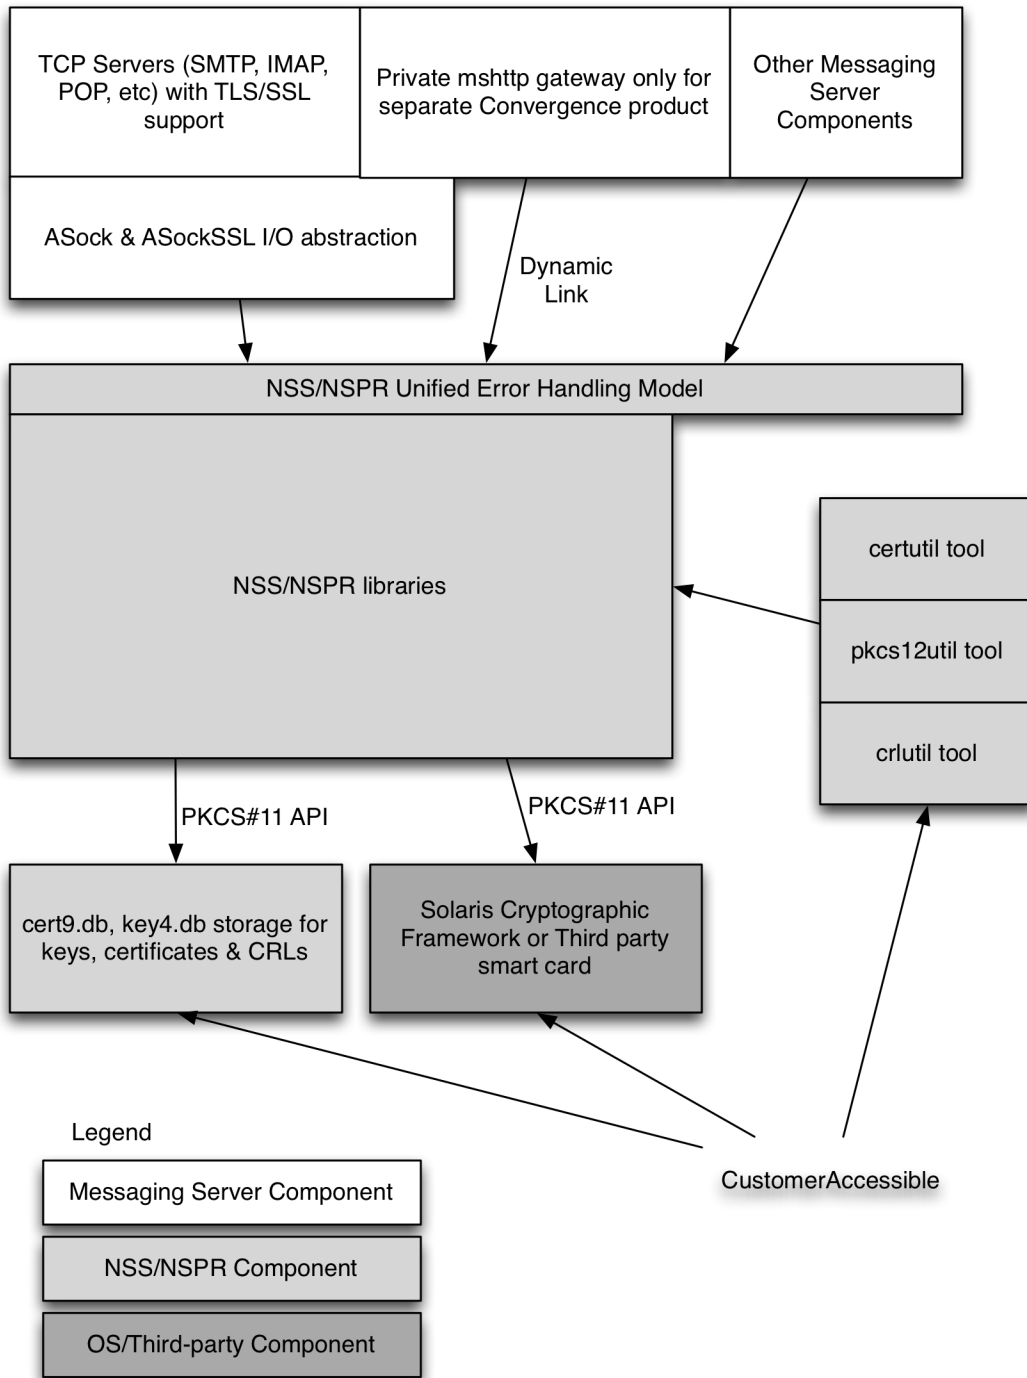 TCP Servers (SMTP, IMAP,
POP, etc) with TLS/SSL
support
Private mshttp gateway only for
separate Convergence product
Other Messaging
Server
Components
ASock & ASockSSL I/O abstraction
Dynamic
Link
NSS/NSPR Unified Error Handling Model
NSS/NSPR libraries
certutil tool
pkcs12util tool
crlutil tool
PKCS#11 API
PKCS#11 API
cert9.db, key4.db storage for
keys, certificates & CRLs
Solaris Cryptographic
Framework or Third party
smart card
CustomerAccessible
Legend
Messaging Server Component
NSS/NSPR Component
OS/Third-party Component